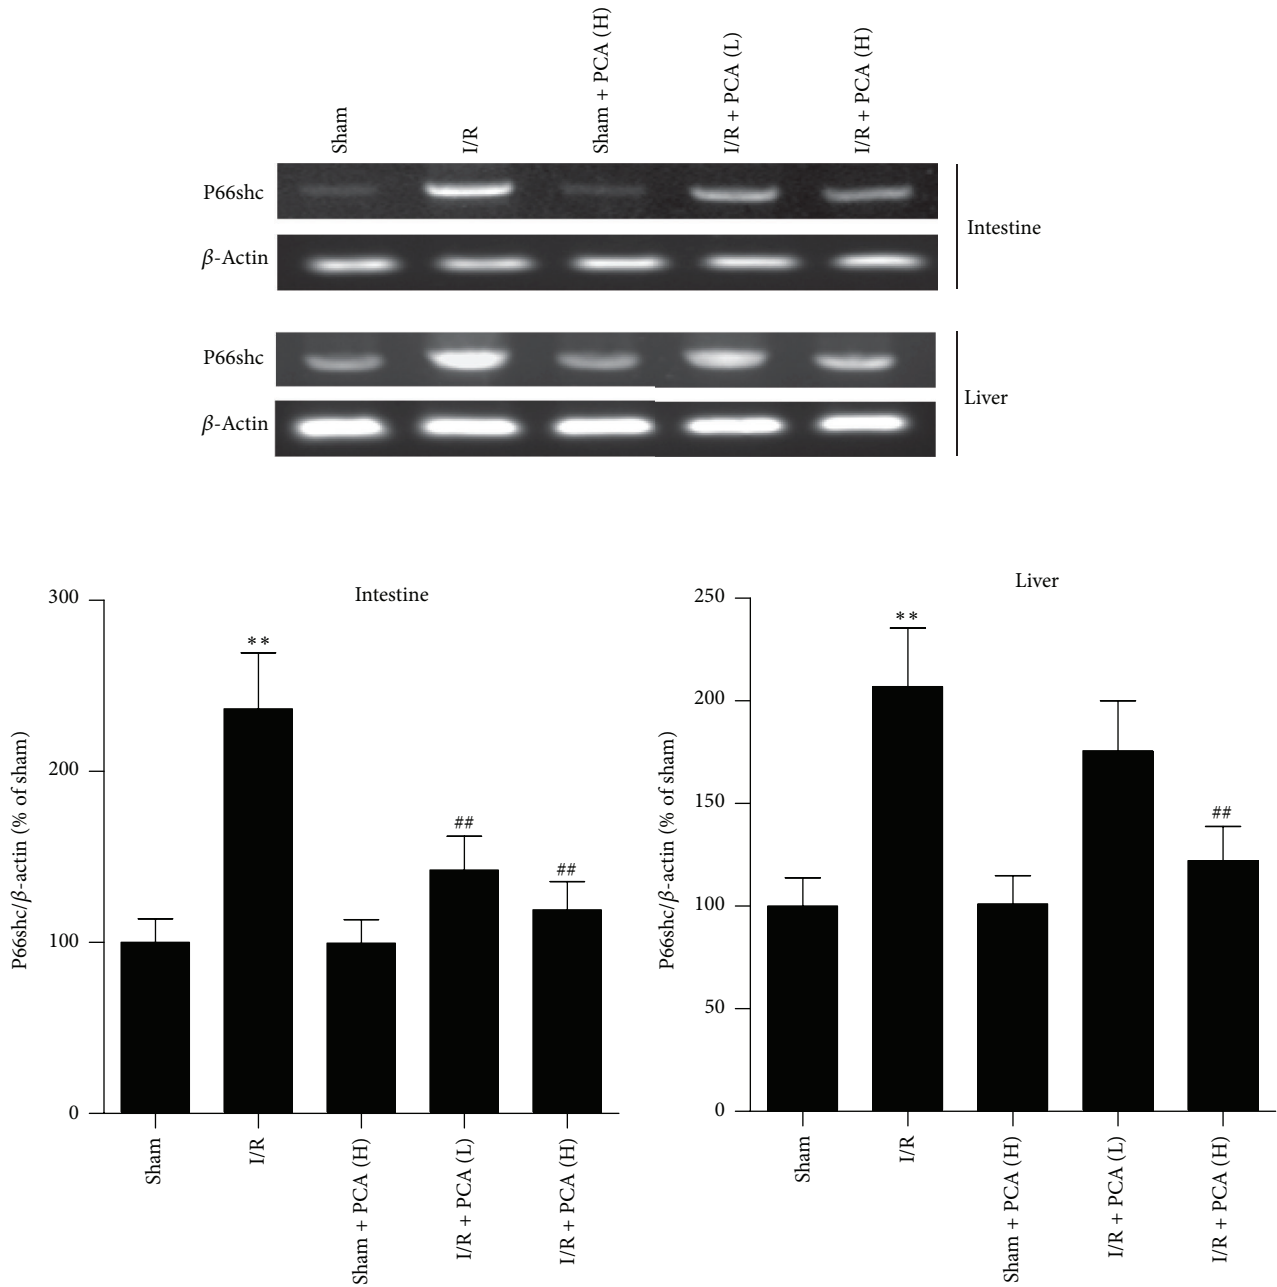 Sham
I/R
Sham + PCA (H)
I/R + PCA (L)
I/R + PCA (H)
P66shc
β-Actin
Intestine
P66shc
β-Actin
Liver
Intestine
P66shc/β-actin (% of sham)
300
200
100
0
**
##
##
Sham
I/R
Sham + PCA (H)
I/R + PCA (L)
I/R + PCA (H)
Liver
P66shc/β-actin (% of sham)
250
200
150
100
50
0
**
##
Sham
I/R
Sham + PCA (H)
I/R + PCA (L)
I/R + PCA (H)